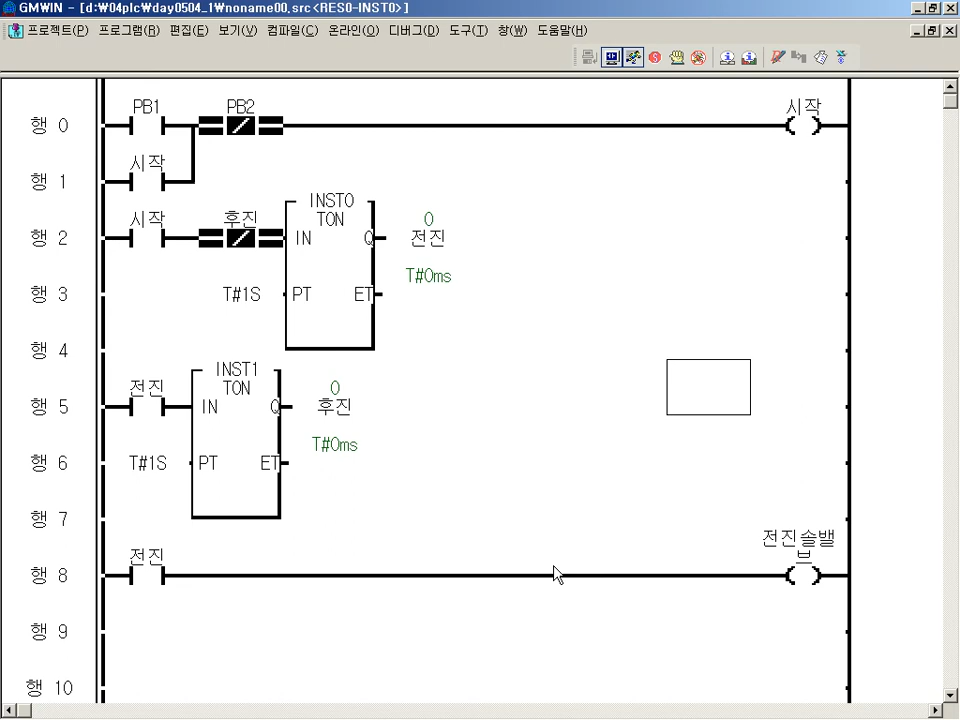 GMWIN - [d:₩04plc₩day0504_1₩noname00.src<RES0-INST0>]
프로젝트(P) 프로그램(R) 편집(E) 보기(V) 컴파일(C) 온라인(O) 디버그(D) 도구(T) 창(W) 도움말(H)
PB1 PB2 시작
행 0
시작
행 1
INST0
시작 후진 TON 0
행 2 IN Q 전진
T#0ms
행 3 T#1S PT ET
행 4
INST1
전진 TON 0
행 5 IN Q 후진
T#0ms
행 6 T#1S PT ET
행 7
전진 전진솔밸
브
행 8
행 9
행 10